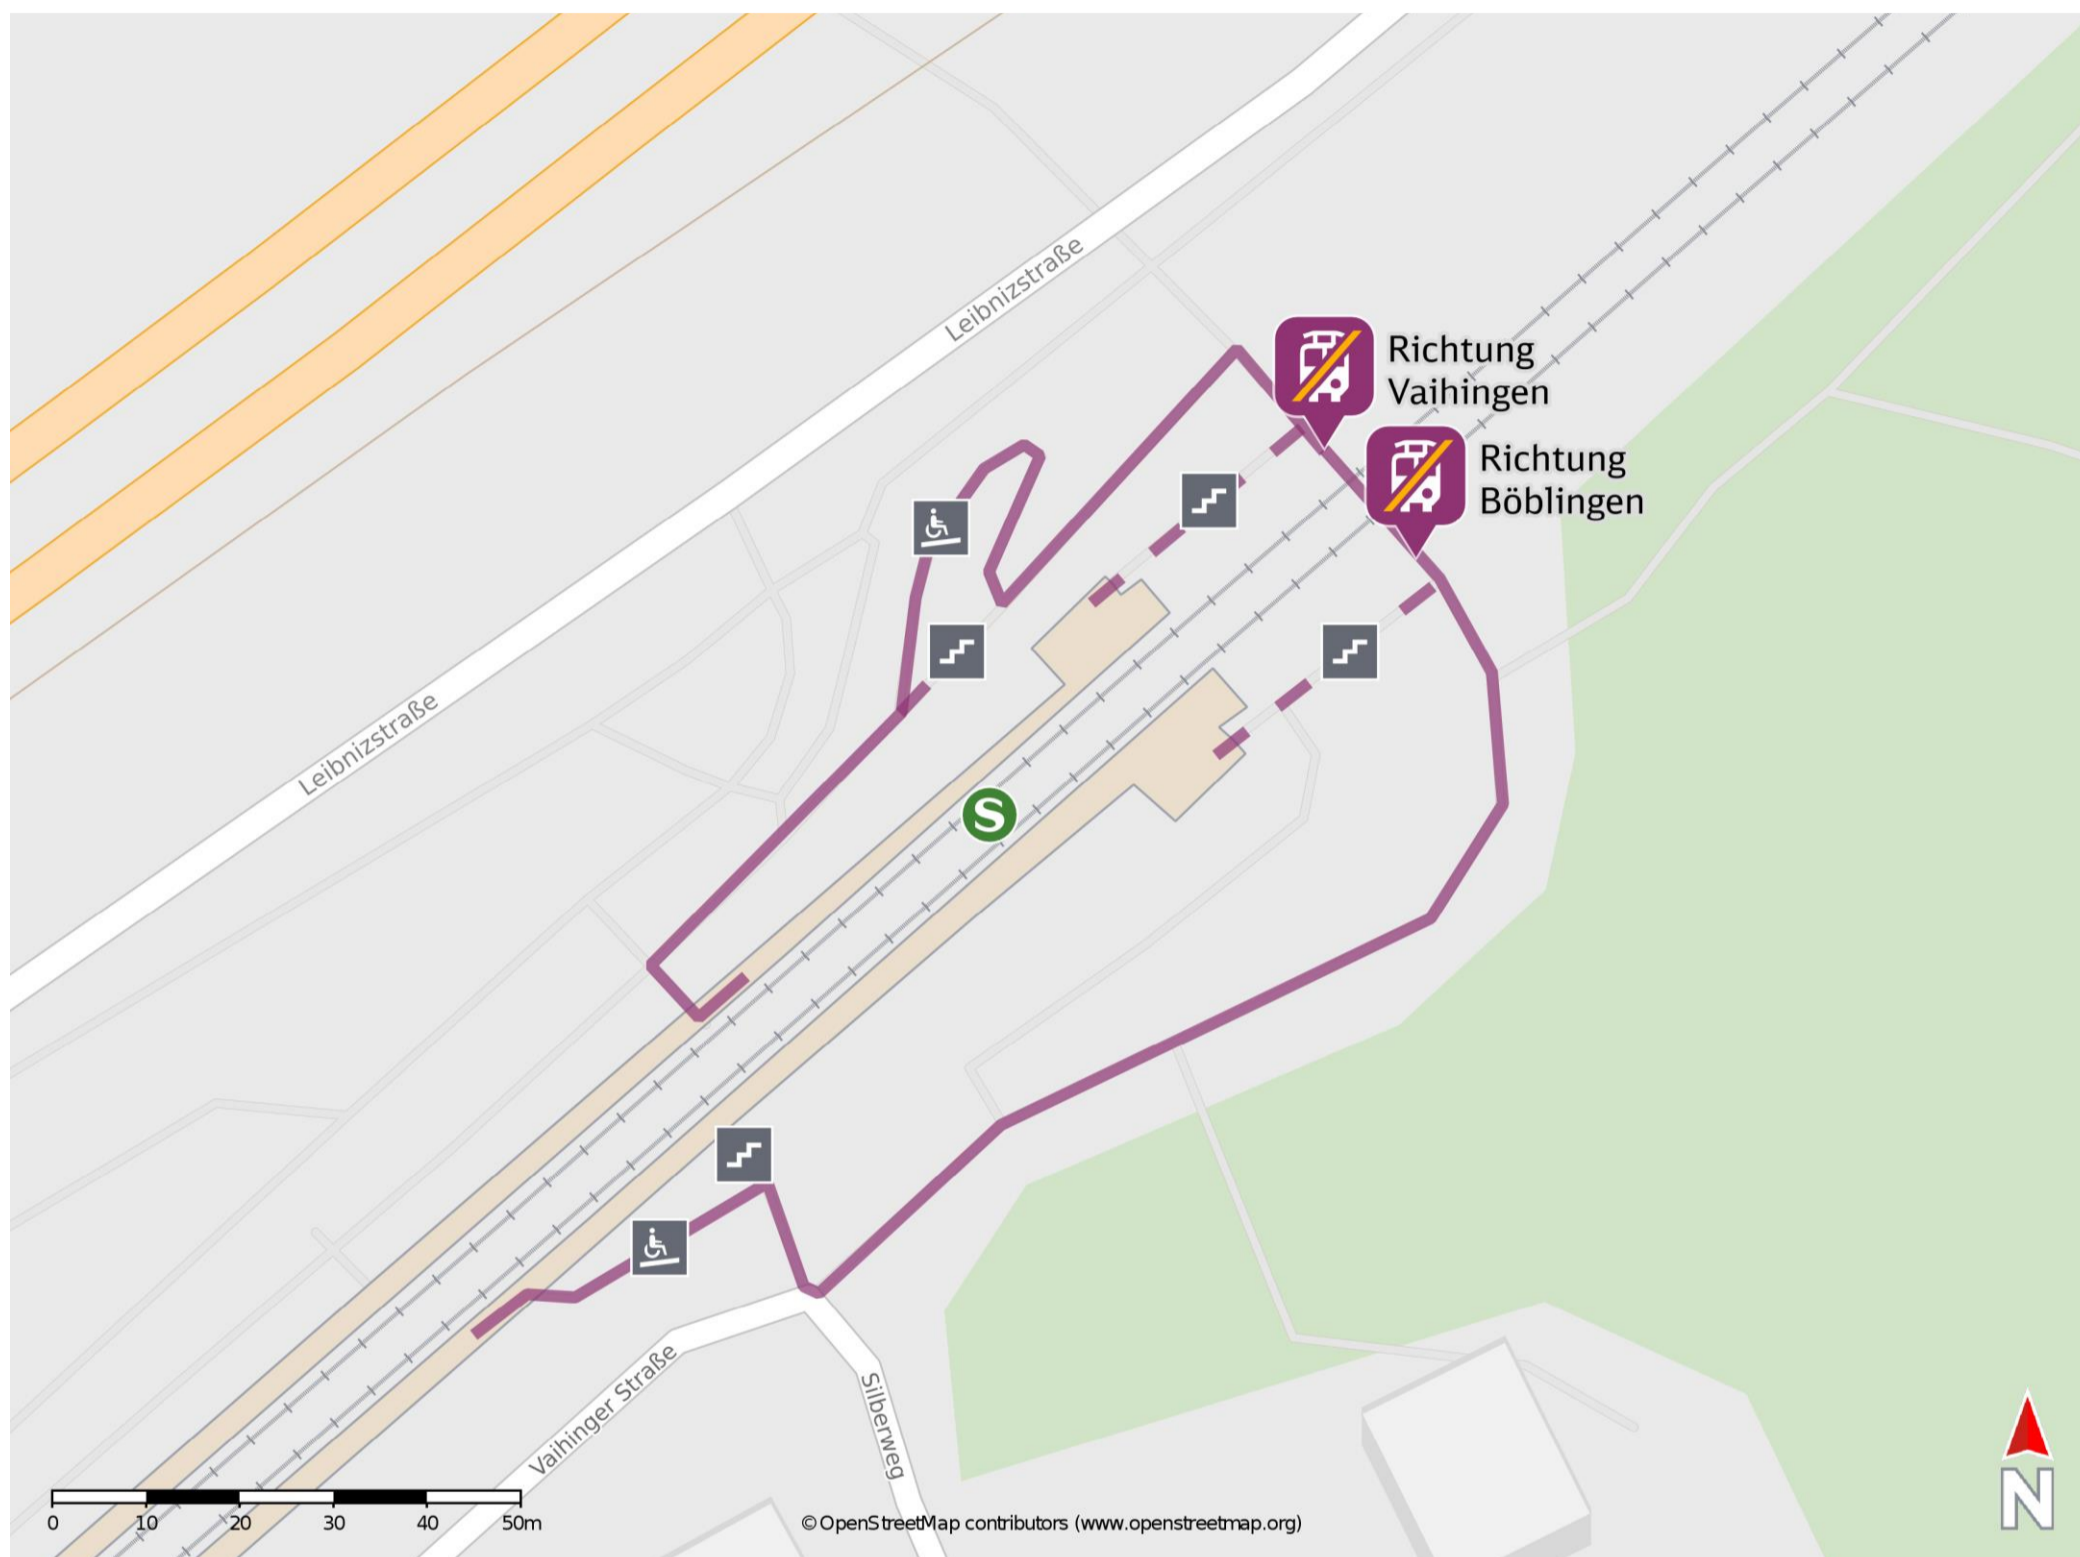 Leibnizstraße
Richtung
Vaihingen
Richtung
Böblingen
Leibnizstraße
S
Vaihinger Straße
Silberweg
0 10 20 30 40 50m
© OpenStreetMap contributors (www.openstreetmap.org)
N